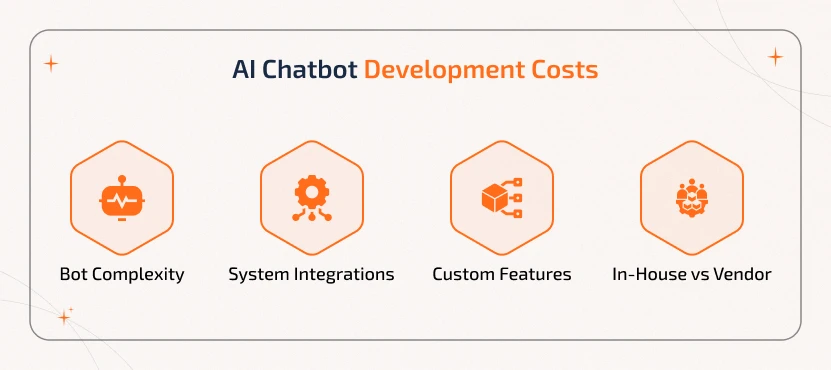 AI Chatbot Development Costs
Bot Complexity
System Integrations
Custom Features
In-House vs Vendor